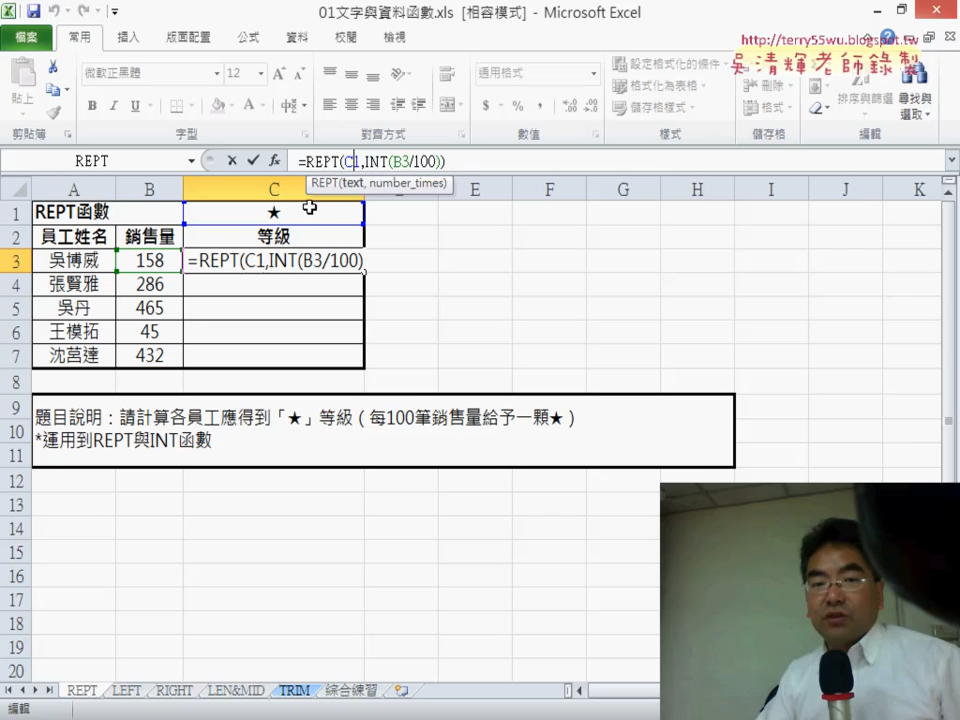 01文字與資料函數.xls [相容模式] - Microsoft Excel
http://terry55wu.blogspot.tw
吳清輝老師錄製
檔案 常用 插入 版面配置 公式 資料 校閱 檢視
貼上
微軟正黑體 12
B I U A 中
通用格式
$ % ,
設定格式化的條件
格式化為表格
儲存格樣式
刪除
格式
排序與篩選 尋找與選取
剪貼簿 字型 對齊方式 數值 樣式 儲存格 編輯
REPT fx =REPT(C1,INT(B3/100))
REPT(text, number_times)
A B C E F G H I J K
1 REPT函數 ★
2 員工姓名 銷售量 等級
3 吳博威 158 =REPT(C1,INT(B3/100)
4 張賢雅 286
5 吳丹 465
6 王模拓 45
7 沈莒達 432
8
9 題目說明：請計算各員工應得到「★」等級（每100筆銷售量給予一顆★）
10 *運用到REPT與INT函數
11
12
13
14
15
16
17
18
19
20
REPT LEFT RIGHT LEN&MID TRIM 綜合練習
編輯